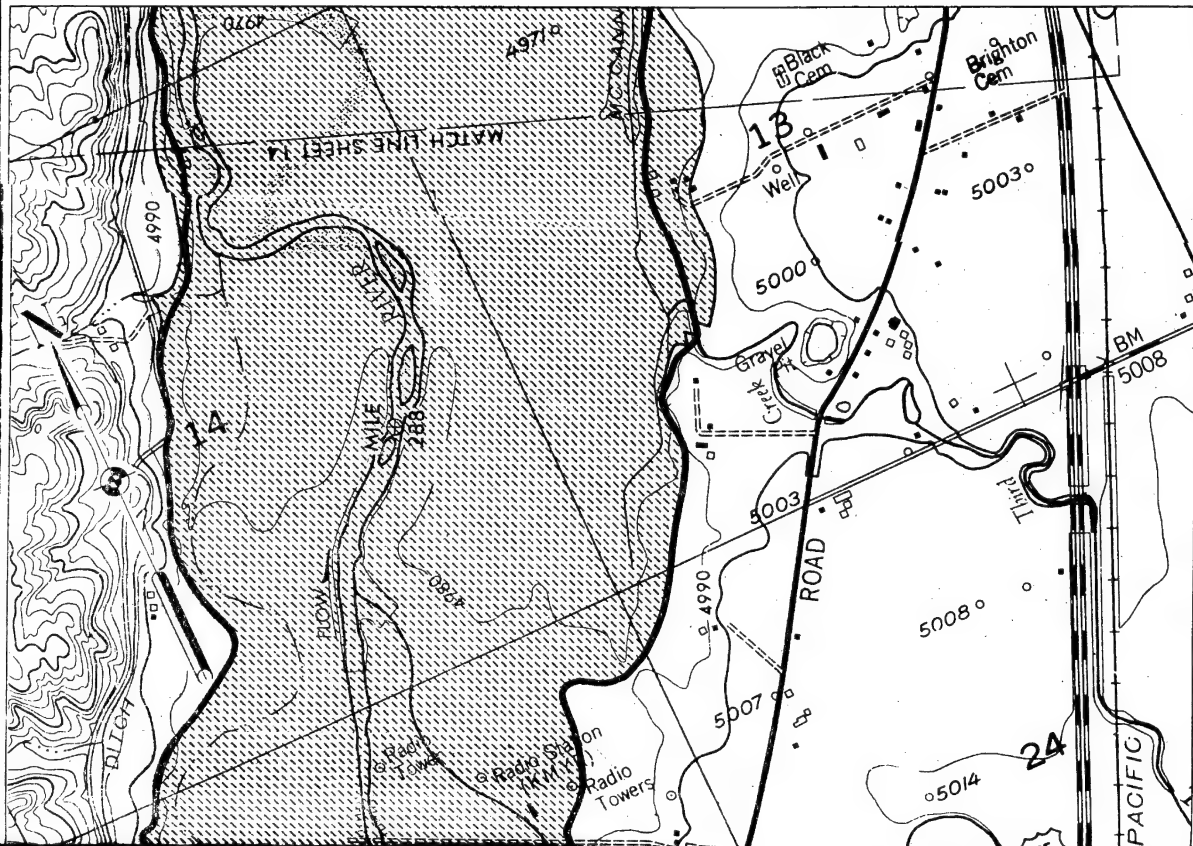 4970
4971
Black
Cem
Brighton
Cem
13
MATCH LINE SHEET 14
Well
5003
4990
5000
RIVER
Gravel
Pit
Creek
BM
5008
MILE
288
14
5003
Third
ROAD
FLOW
4980
4990
5008
5007
DITCH
Radio
Tower
Radio Station
Radio
Towers
24
5014
PACIFIC